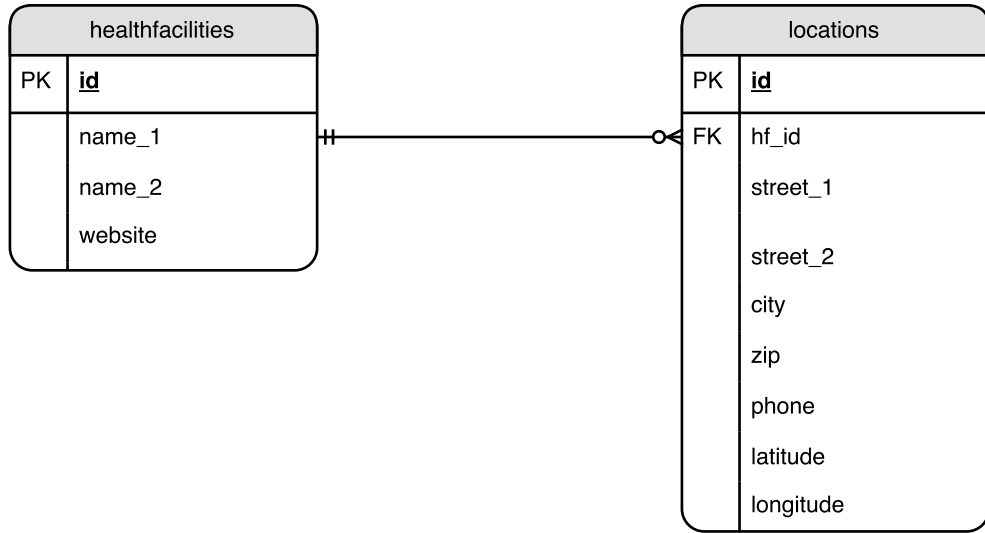 healthfacilities
PK id
name_1
name_2
website
locations
PK id
FK hf_id
street_1
street_2
city
zip
phone
latitude
longitude